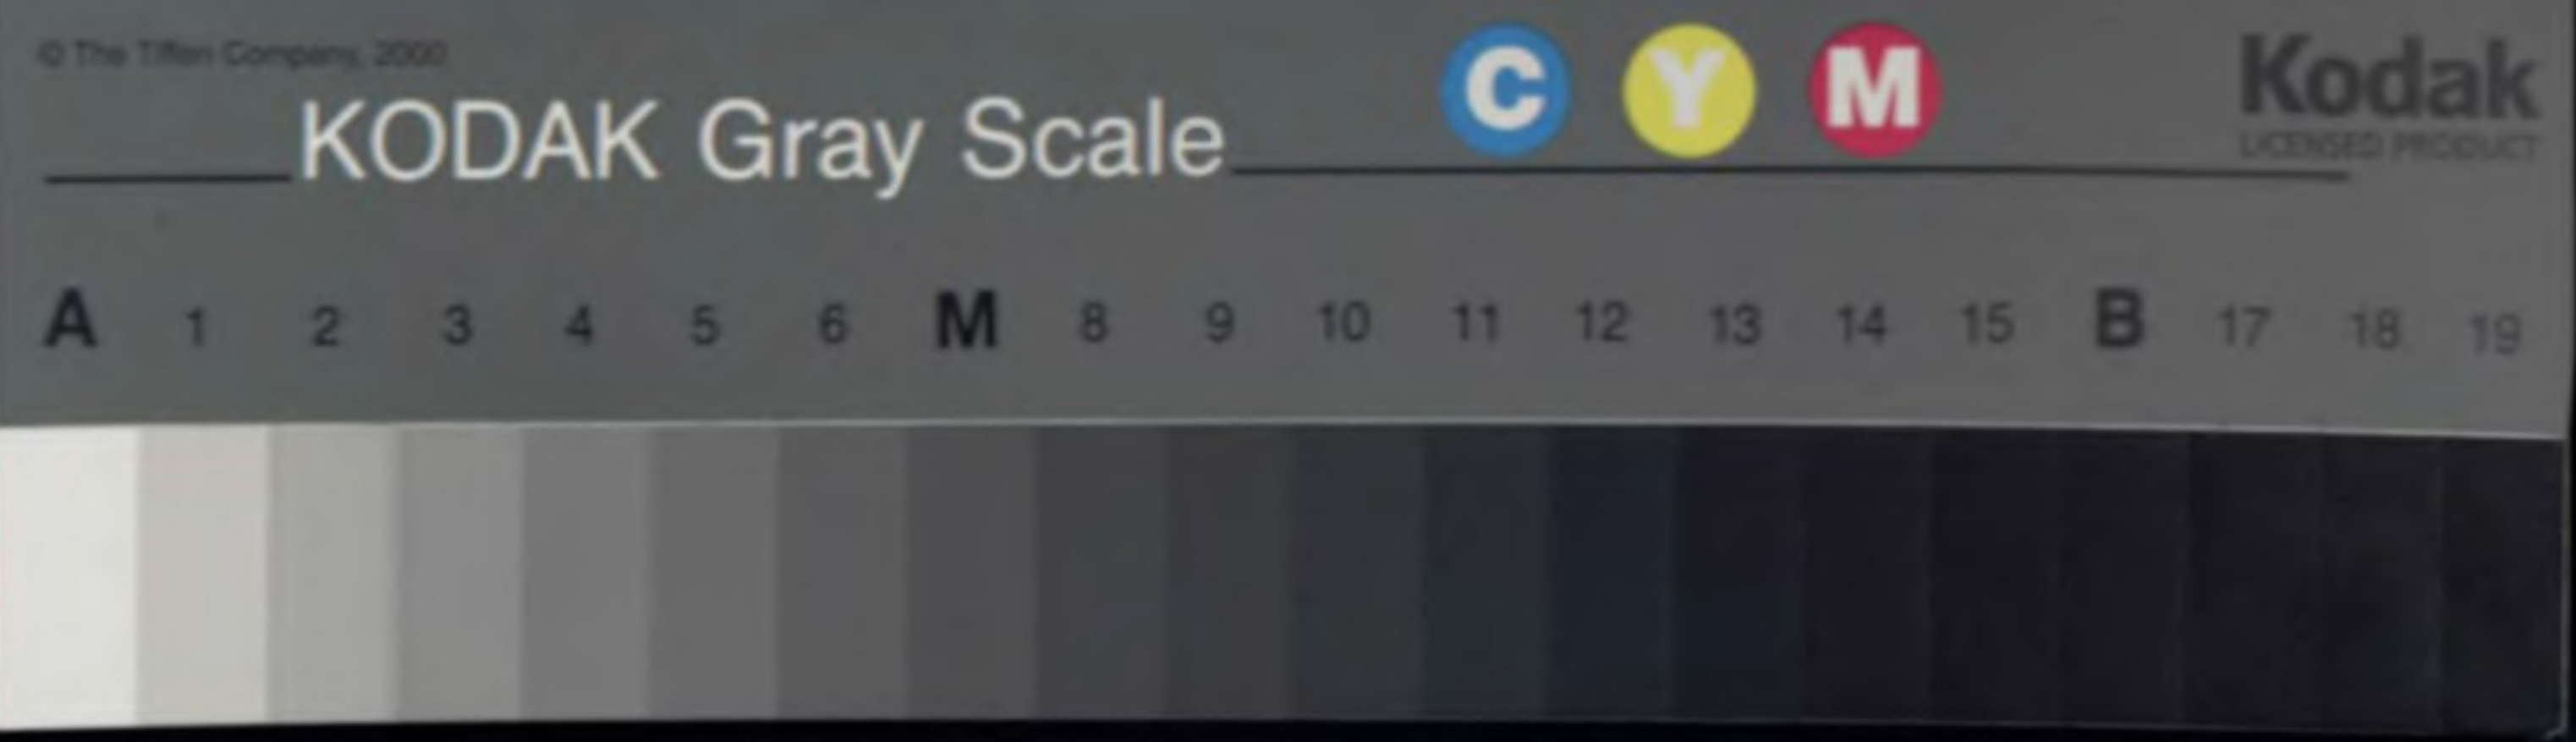 © The Tiffen Company, 2000
KODAK Gray Scale
C Y M
Kodak
LICENSED PRODUCT
A 1 2 3 4 5 6 M 8 9 10 11 12 13 14 15 B 17 18 19